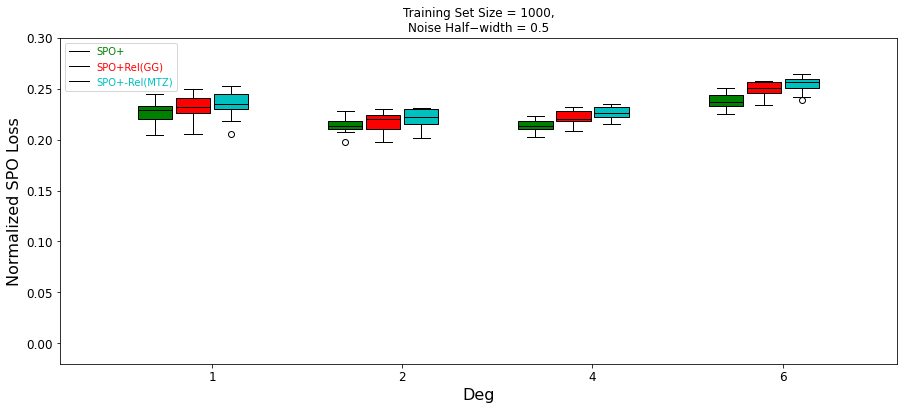 Training Set Size = 1000,
Noise Half−width = 0.5
SPO+
SPO+Rel(GG)
SPO+-Rel(MTZ)
Normalized SPO Loss
0.30
0.25
0.20
0.15
0.10
0.05
0.00
1 2 4 6
Deg